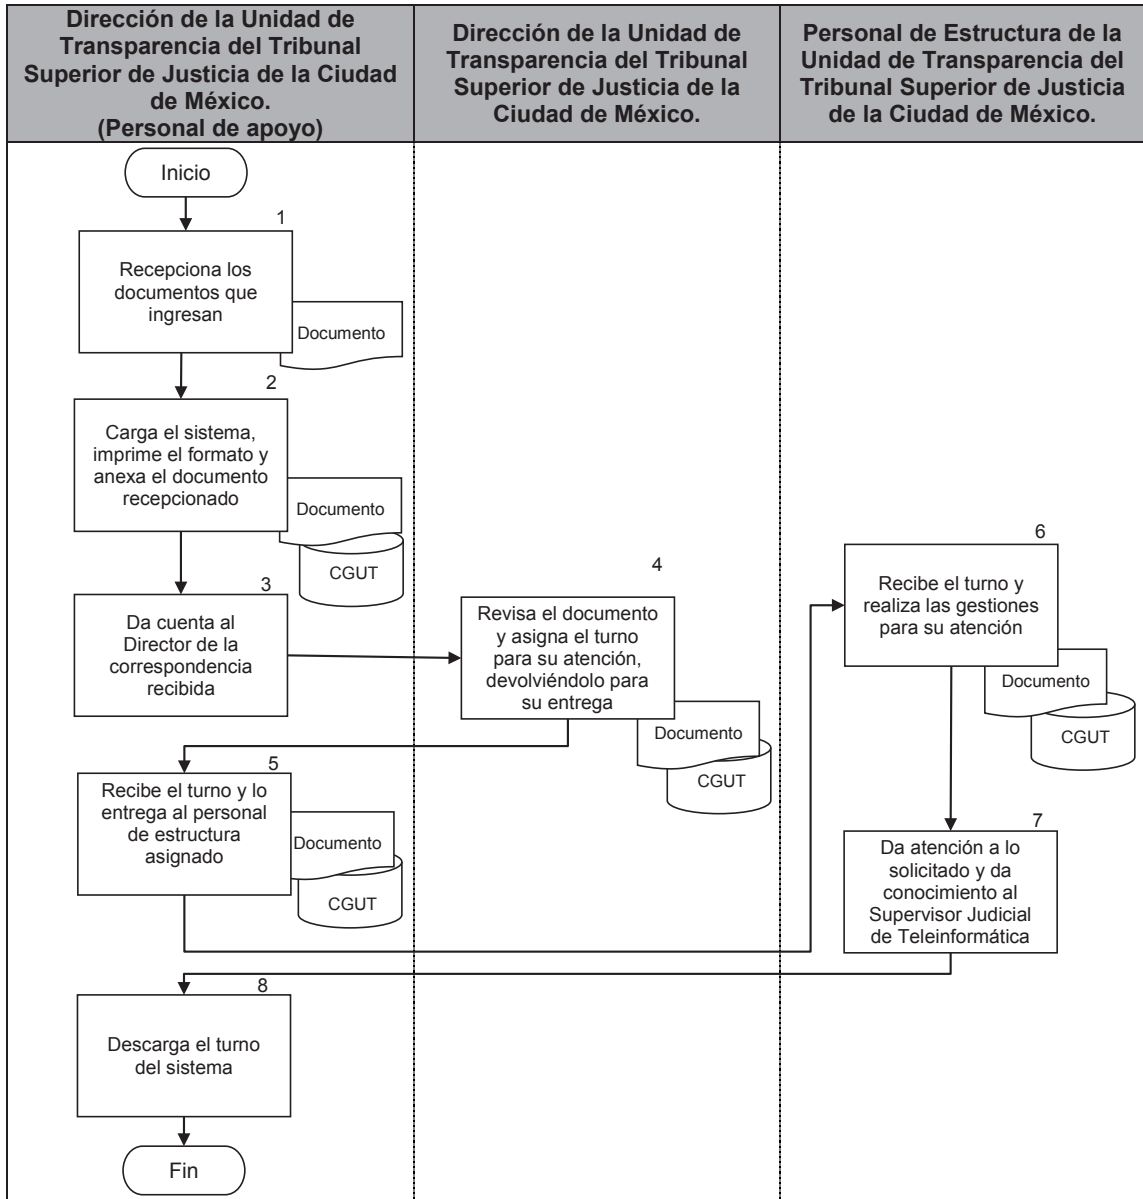 Dirección de la Unidad de
Transparencia del Tribunal
Superior de Justicia de la Ciudad
de México.
(Personal de apoyo)
Dirección de la Unidad de
Transparencia del Tribunal
Superior de Justicia de la
Ciudad de México.
Personal de Estructura de la
Unidad de Transparencia del
Tribunal Superior de Justicia
de la Ciudad de México.
Inicio
1
Recepciona los
documentos que
ingresan
Documento
2
Carga el sistema,
imprime el formato y
anexa el documento
recepcionado
Documento
CGUT
3
Da cuenta al
Director de la
correspondencia
recibida
4
Revisa el documento
y asigna el turno
para su atención,
devolviéndolo para
su entrega
Documento
CGUT
5
Recibe el turno y lo
entrega al personal
de estructura
asignado
Documento
CGUT
6
Recibe el turno y
realiza las gestiones
para su atención
Documento
CGUT
7
Da atención a lo
solicitado y da
conocimiento al
Supervisor Judicial
de Teleinformática
8
Descarga el turno
del sistema
Fin